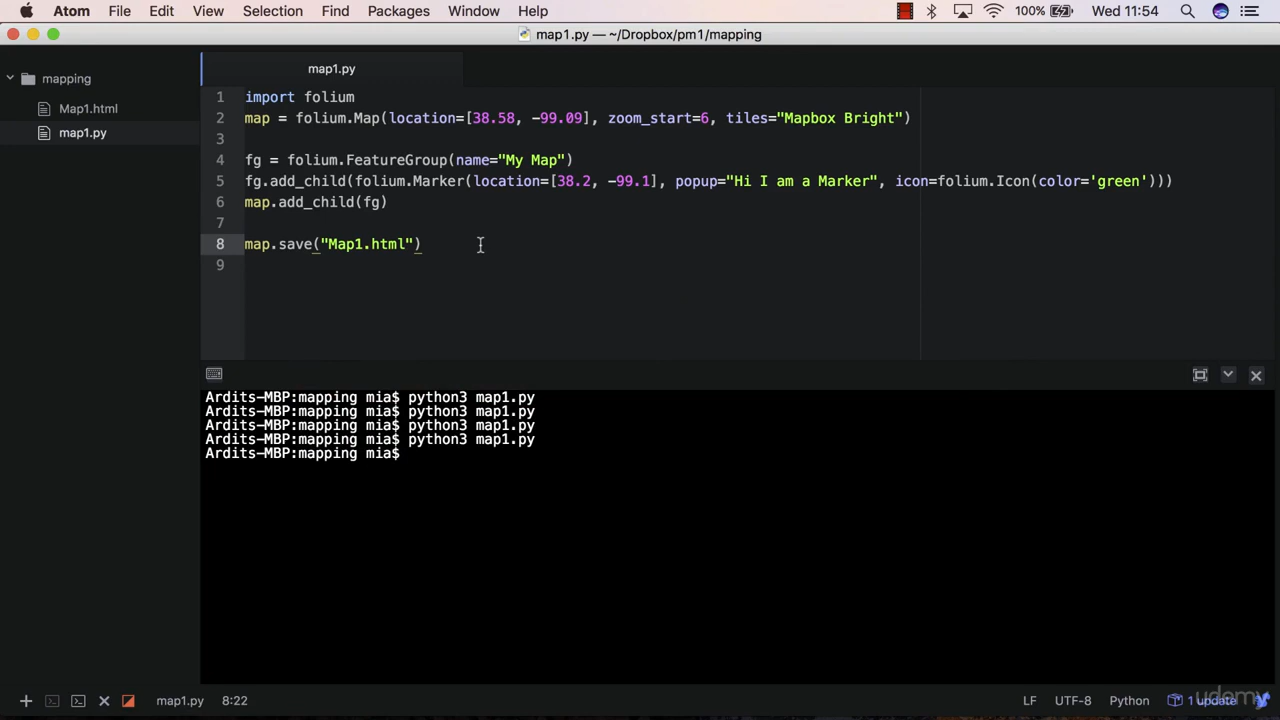 Atom File Edit View Selection Find Packages Window Help 100% Wed 11:54
map1.py — ~/Dropbox/pm1/mapping
mapping
Map1.html
map1.py
map1.py
1 import folium
2 map = folium.Map(location=[38.58, -99.09], zoom_start=6, tiles="Mapbox Bright")
3
4 fg = folium.FeatureGroup(name="My Map")
5 fg.add_child(folium.Marker(location=[38.2, -99.1], popup="Hi I am a Marker", icon=folium.Icon(color='green')))
6 map.add_child(fg)
7
8 map.save("Map1.html")
9
Ardits-MBP:mapping mia$ python3 map1.py
Ardits-MBP:mapping mia$ python3 map1.py
Ardits-MBP:mapping mia$ python3 map1.py
Ardits-MBP:mapping mia$ python3 map1.py
Ardits-MBP:mapping mia$
map1.py 8:22 LF UTF-8 Python 1 update
udemy